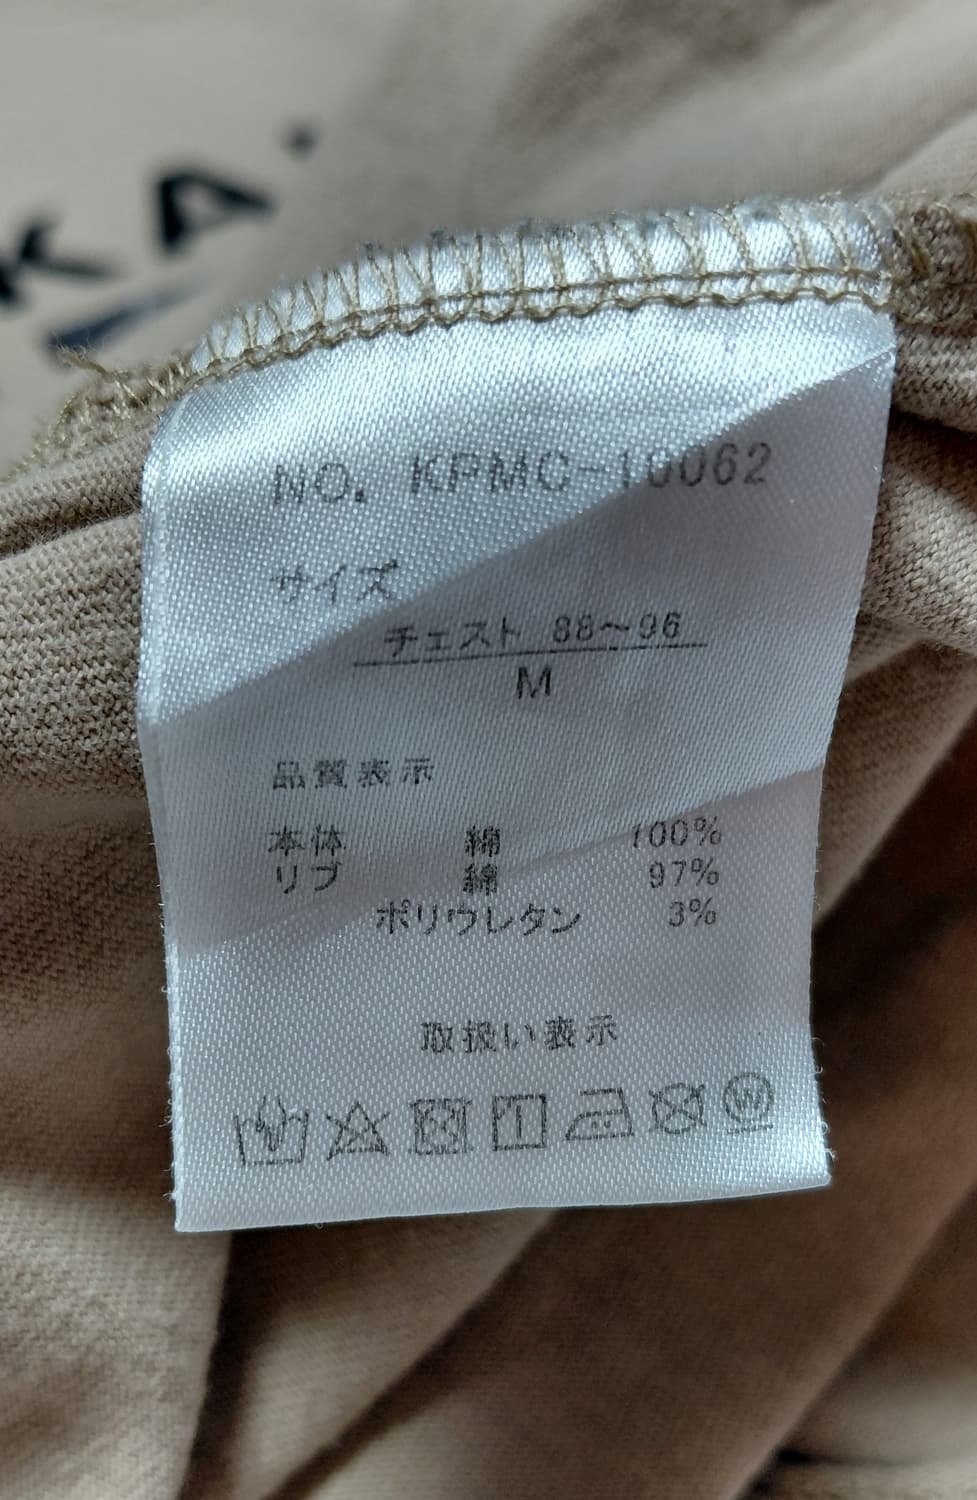 KA
NO. KPMC-10062
サイズ
チェスト 88～96
M
品質表示
本体 綿 100%
リブ 綿 97%
ポリウレタン 3%
取扱い表示
W